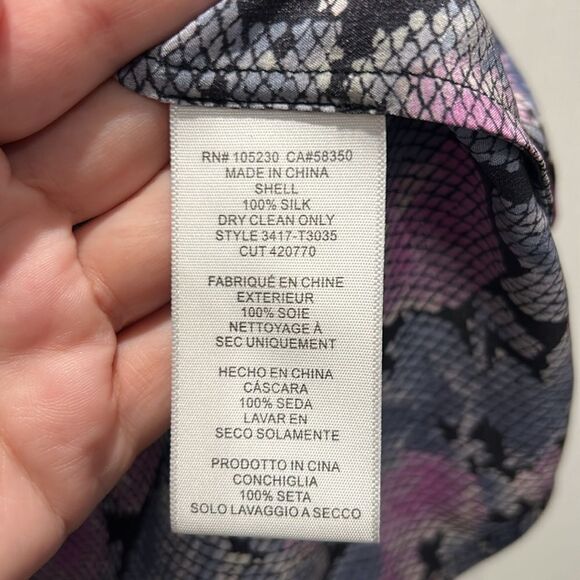 RN# 105230 CA#58350
MADE IN CHINA
SHELL
100% SILK
DRY CLEAN ONLY
STYLE 3417-T3035
CUT 420770
FABRIQUÉ EN CHINE
EXTERIEUR
100% SOIE
NETTOYAGE À
SEC UNIQUEMENT
HECHO EN CHINA
CÁSCARA
100% SEDA
LAVAR EN
SECO SOLAMENTE
PRODOTTO IN CINA
CONCHIGLIA
100% SETA
SOLO LAVAGGIO A SECCO